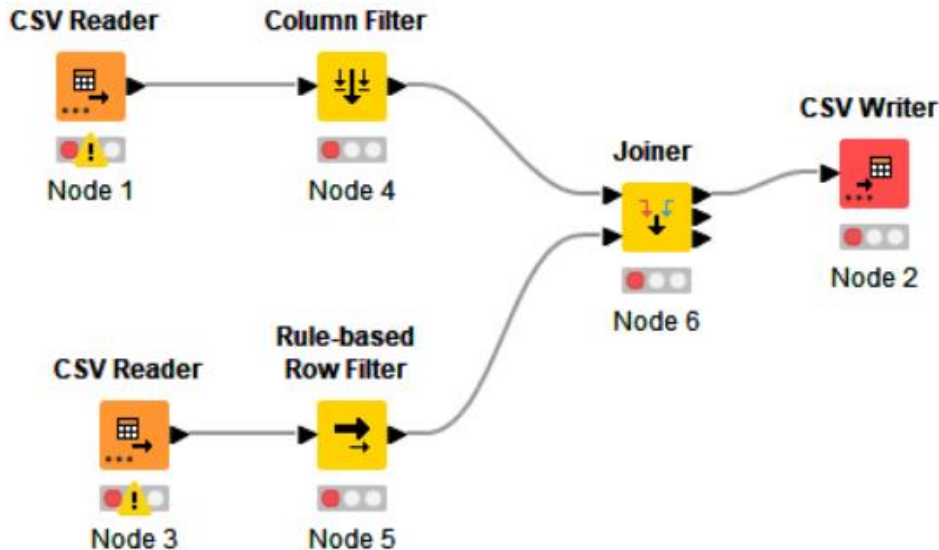 CSV Reader
Column Filter
CSV Writer
Joiner
Node 1
Node 4
Node 2
Node 6
Rule-based
Row Filter
CSV Reader
Node 3
Node 5